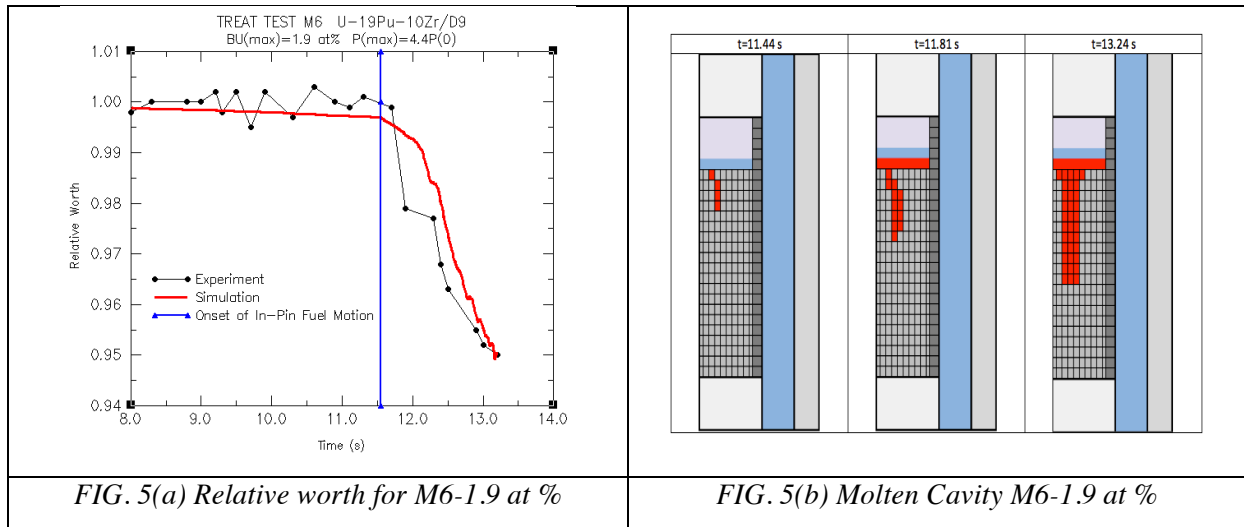 TREAT TEST M6 U-19Pu-10Zr/D9
BU(max)=1.9 at% P(max)=4.4P(0)
1.01
1.00
0.99
0.98
0.97
0.96
0.95
0.94
Relative Worth
Experiment
Simulation
Onset of In-Pin Fuel Motion
8.0 9.0 10.0 11.0 12.0 13.0 14.0
Time (s)
t=11.44 s t=11.81 s t=13.24 s
FIG. 5(a) Relative worth for M6-1.9 at %
FIG. 5(b) Molten Cavity M6-1.9 at %